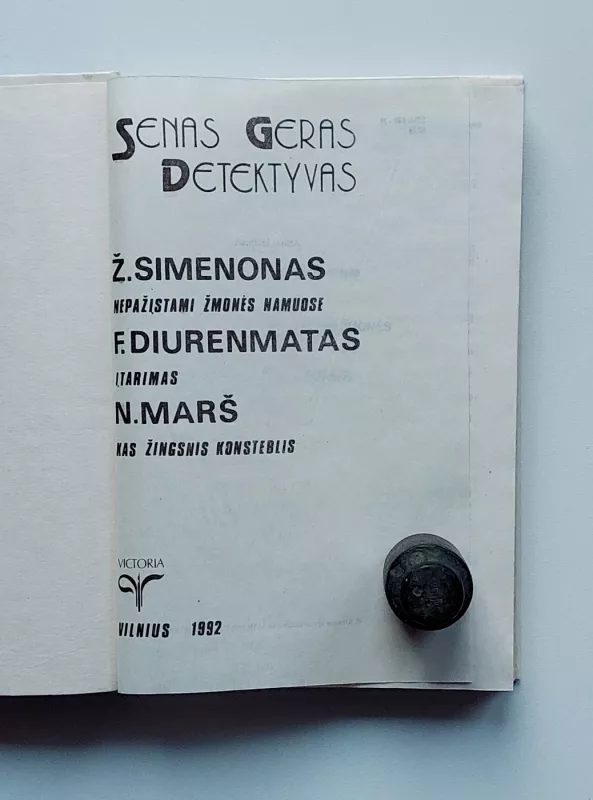 SENAS GERAS
DETEKTYVAS
Ž.SIMENONAS
NEPAŽĮSTAMI ŽMONĖS NAMUOSE
F.DIURENMATAS
ĮTARIMAS
N.MARŠ
KAS ŽINGSNIS KONSTEBLIS
VICTORIA
VILNIUS 1992